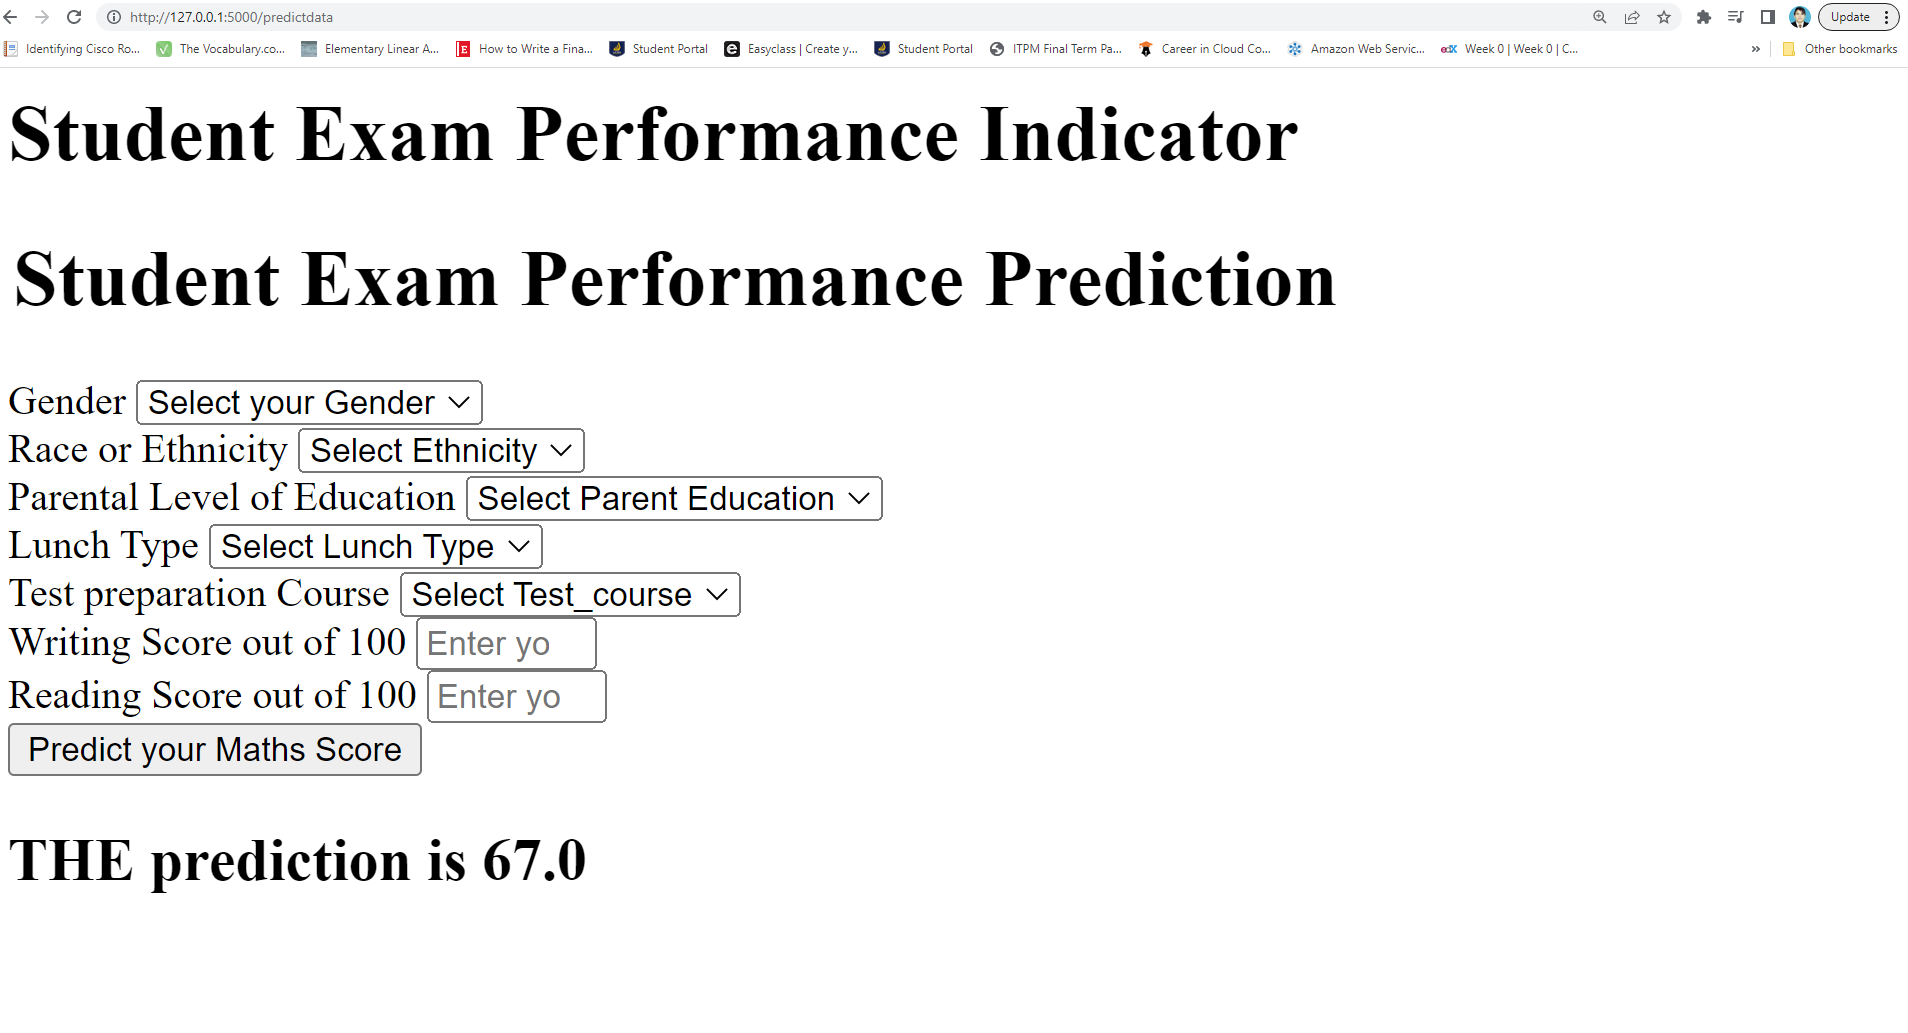 http://127.0.0.1:5000/predictdata
Update
Identifying Cisco Ro... The Vocabulary.co... Elementary Linear A... How to Write a Fina... Student Portal Easyclass | Create y... Student Portal ITPM Final Term Pa... Career in Cloud Co... Amazon Web Servic... edX Week 0 | Week 0 | C... » Other bookmarks
Student Exam Performance Indicator
Student Exam Performance Prediction
Gender Select your Gender
Race or Ethnicity Select Ethnicity
Parental Level of Education Select Parent Education
Lunch Type Select Lunch Type
Test preparation Course Select Test_course
Writing Score out of 100 Enter yo
Reading Score out of 100 Enter yo
Predict your Maths Score
THE prediction is 67.0